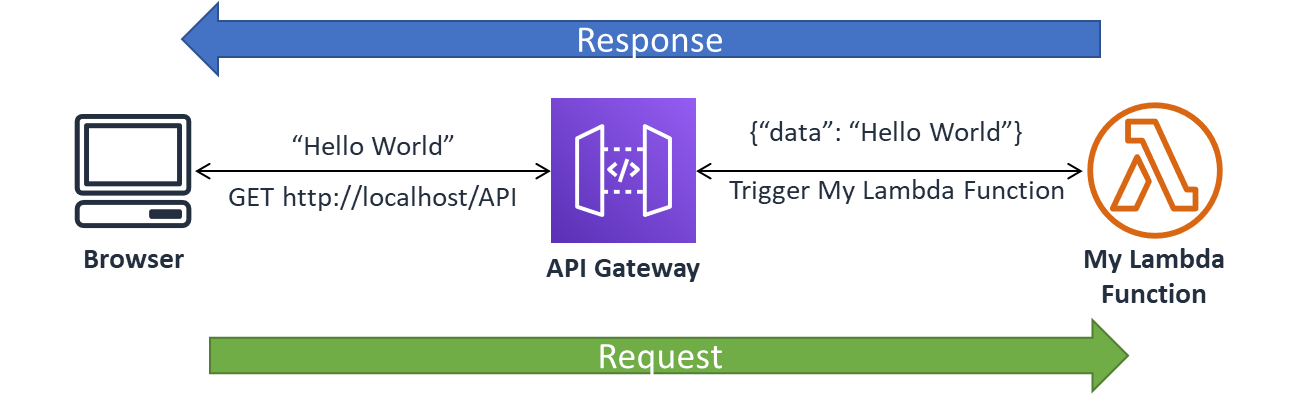 Response
“Hello World”
GET http://localhost/API
{“data”: “Hello World”}
Trigger My Lambda Function
</>
Browser
API Gateway
My Lambda
Function
Request